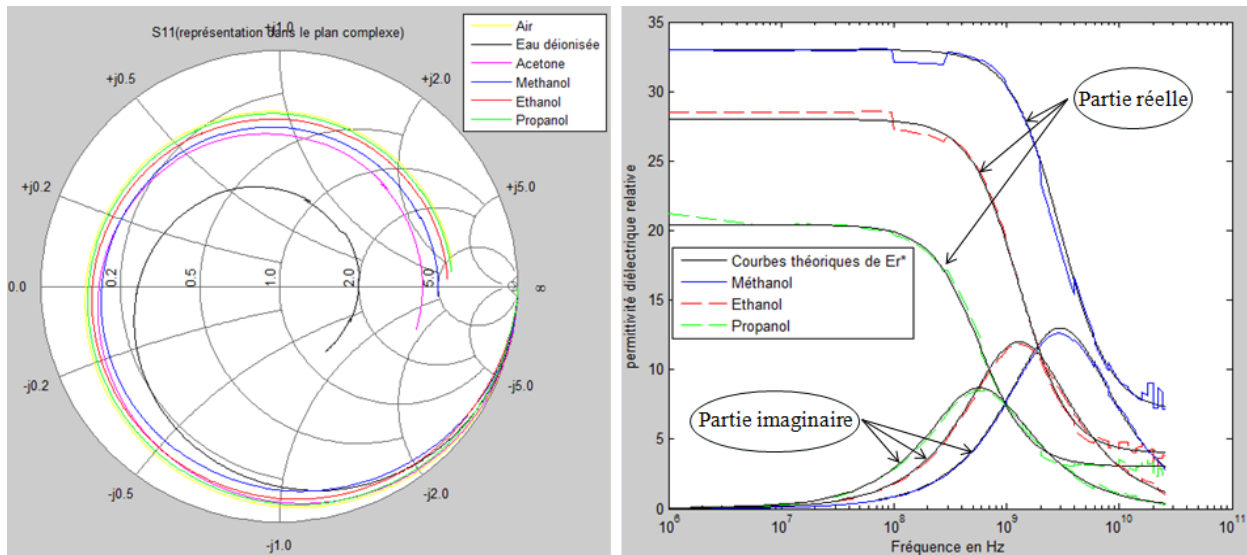 S11(représentation dans le plan complexe)
+j1.0
Air
Eau déionisée
Acetone
Methanol
Ethanol
Propanol
+j0.5
+j2.0
+j0.2
+j5.0
0.0
0.2
0.5
1.0
2.0
5.0
∞
-j0.2
-j5.0
-j0.5
-j2.0
-j1.0
permittivité diélectrique relative
35
30
25
20
15
10
5
0
Partie réelle
Courbes théoriques de Er*
Méthanol
Ethanol
Propanol
Partie imaginaire
10^6
10^7
10^8
10^9
10^10
10^11
Fréquence en Hz